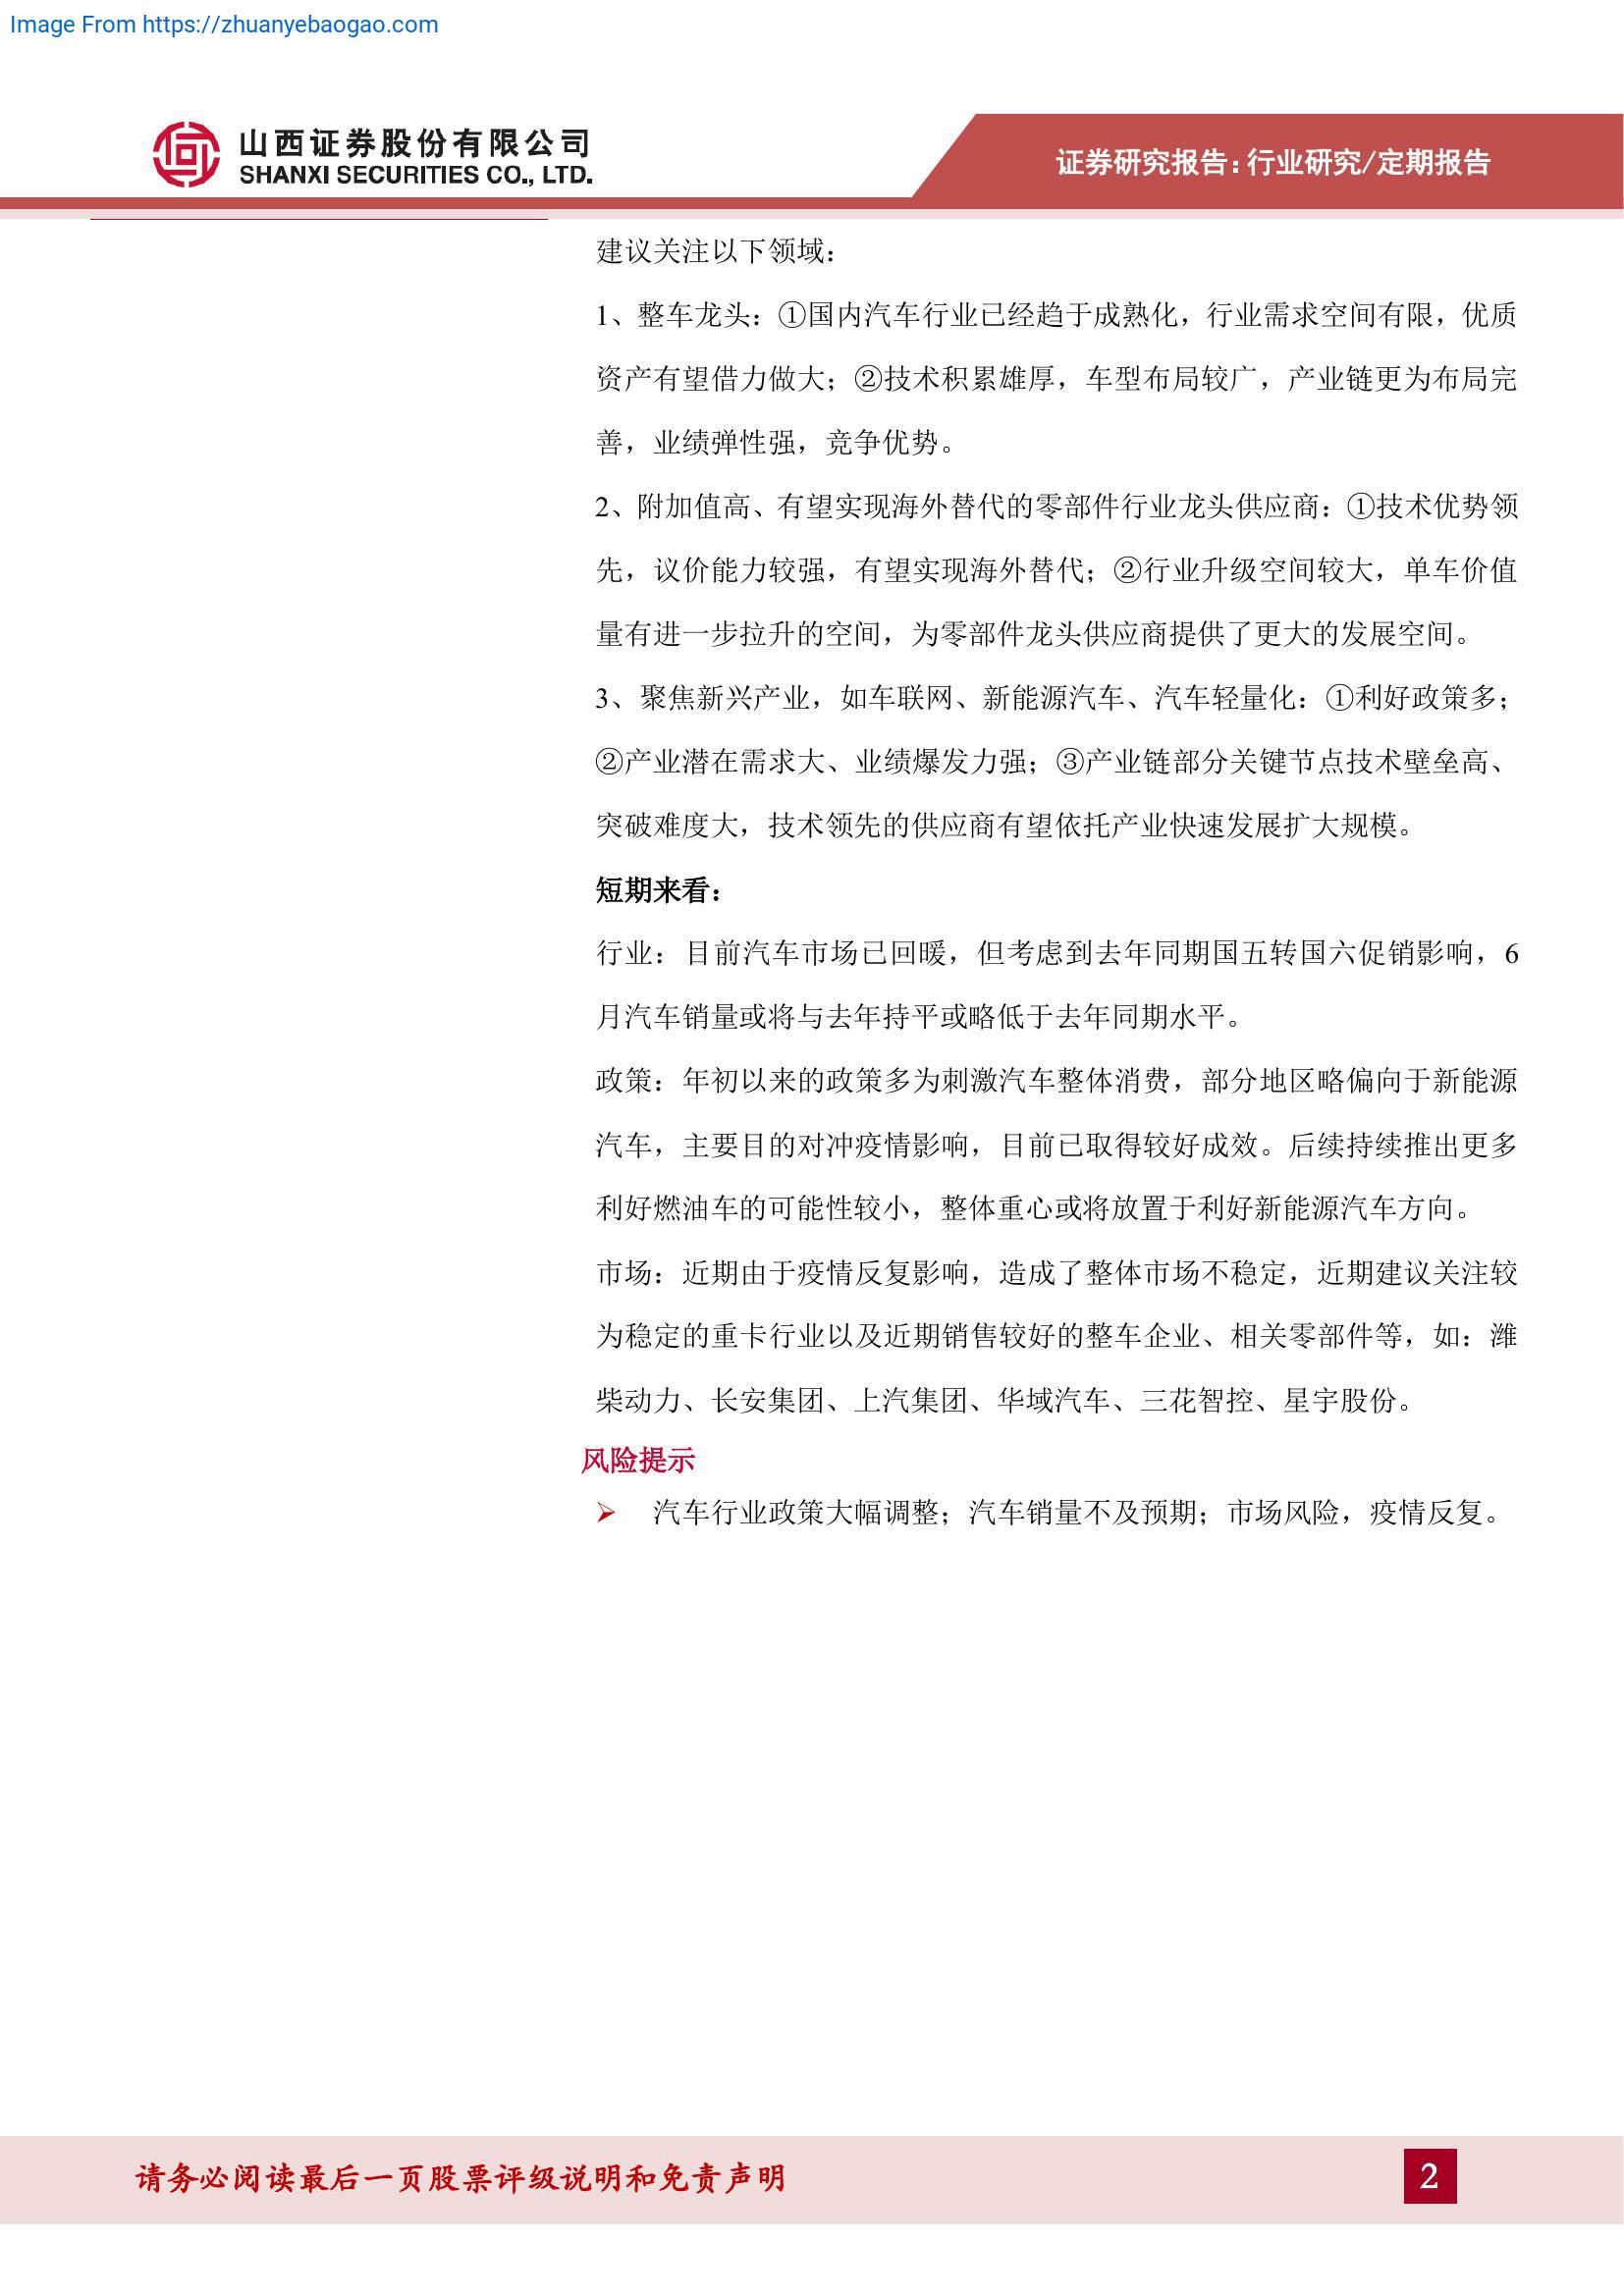 Image From https://zhuanyebaogao.com
山西证券股份有限公司
SHANXI SECURITIES CO., LTD.
证券研究报告:行业研究/定期报告
建议关注以下领域：
1、整车龙头：①国内汽车行业已经趋于成熟化，行业需求空间有限，优质
资产有望借力做大；②技术积累雄厚，车型布局较广，产业链更为布局完
善，业绩弹性强，竞争优势。
2、附加值高、有望实现海外替代的零部件行业龙头供应商：①技术优势领
先，议价能力较强，有望实现海外替代；②行业升级空间较大，单车价值
量有进一步拉升的空间，为零部件龙头供应商提供了更大的发展空间。
3、聚焦新兴产业，如车联网、新能源汽车、汽车轻量化：①利好政策多；
②产业潜在需求大、业绩爆发力强；③产业链部分关键节点技术壁垒高、
突破难度大，技术领先的供应商有望依托产业快速发展扩大规模。
短期来看：
行业：目前汽车市场已回暖，但考虑到去年同期国五转国六促销影响，6
月汽车销量或将与去年持平或略低于去年同期水平。
政策：年初以来的政策多为刺激汽车整体消费，部分地区略偏向于新能源
汽车，主要目的对冲疫情影响，目前已取得较好成效。后续持续推出更多
利好燃油车的可能性较小，整体重心或将放置于利好新能源汽车方向。
市场：近期由于疫情反复影响，造成了整体市场不稳定，近期建议关注较
为稳定的重卡行业以及近期销售较好的整车企业、相关零部件等，如：潍
柴动力、长安集团、上汽集团、华域汽车、三花智控、星宇股份。
风险提示
➢ 汽车行业政策大幅调整；汽车销量不及预期；市场风险，疫情反复。
请务必阅读最后一页股票评级说明和免责声明
2